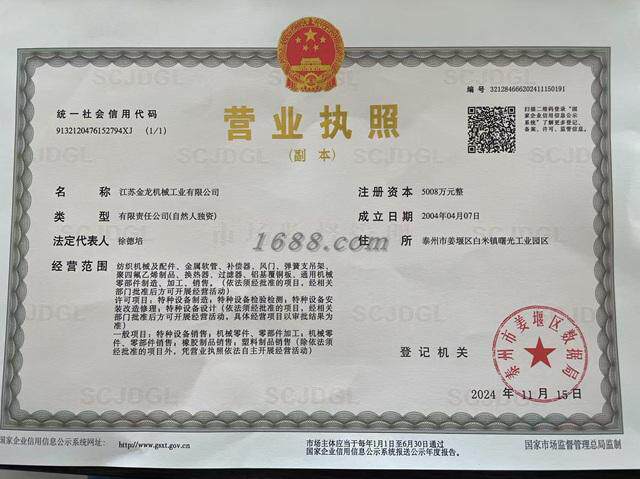 编号 321284666202411150191
统一社会信用代码
9132120476152794XJ (1/1)
营业执照
(副本)
扫描二维码登录"国
家企业信用信息公示
系统"了解更多登记、
备案、许可、监管信息。
名称 江苏金龙机械工业有限公司
注册资本 5008万元整
类型 有限责任公司(自然人独资)
成立日期 2004年04月07日
法定代表人 徐德培
住所 泰州市姜堰区白米镇曙光工业园区
1688.com
经营范围 纺织机械及配件、金属软管、补偿器、风门、弹簧支吊架、
聚四氟乙烯制品、换热器、过滤器、铝基覆铜板、通用机械
零部件制造、加工、销售。(依法须经批准的项目,经相关
部门批准后方可开展经营活动)
许可项目:特种设备制造;特种设备检验检测;特种设备安
装改造修理;特种设备设计(依法须经批准的项目,经相关
部门批准后方可开展经营活动,具体经营项目以审批结果为
准)
一般项目:特种设备销售;机械零件、零部件加工;机械零
件、零部件销售;橡胶制品销售;塑料制品销售(除依法须
经批准的项目外,凭营业执照依法自主开展经营活动)
登记机关
泰州市姜堰区数据局
2024 年 11 月 15 日
国家企业信用信息公示系统网址: http://www.gsxt.gov.cn
市场主体应当于每年1月1日至6月30日通过
国家企业信用信息公示系统报送公示年度报告。
国家市场监督管理总局监制